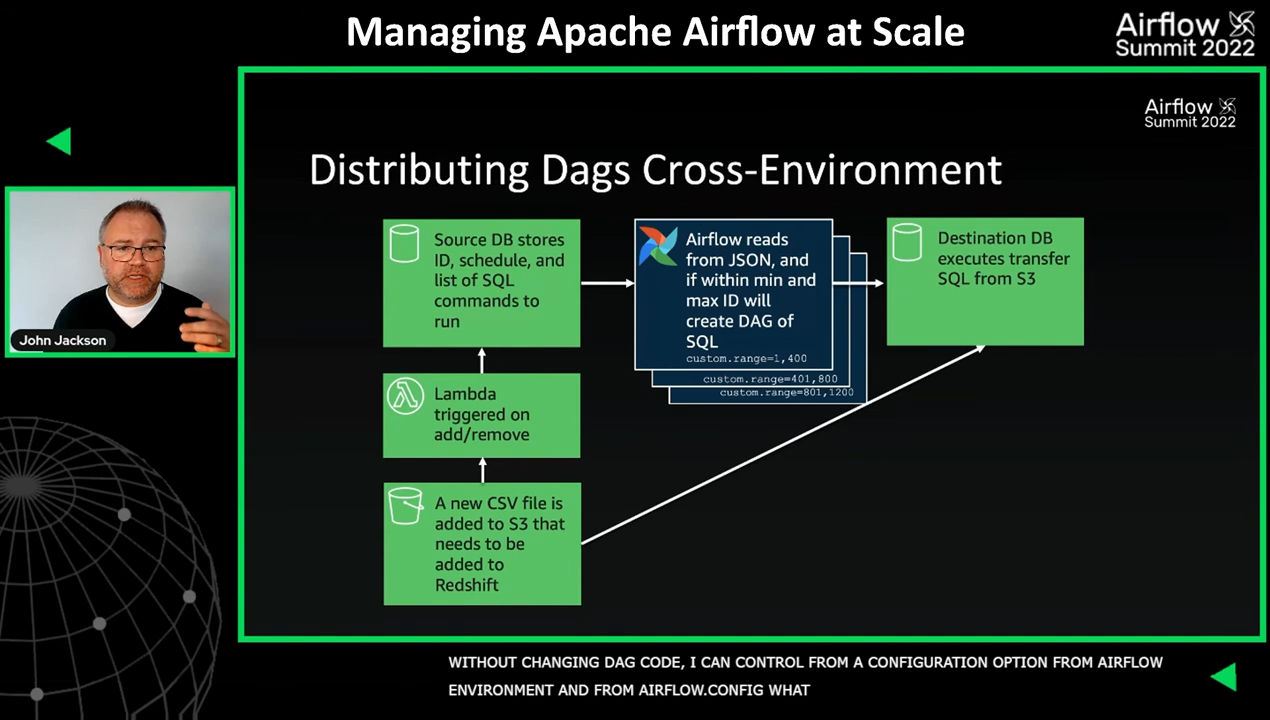 Managing Apache Airflow at Scale
Airflow
Summit 2022
Airflow
Summit 2022
Distributing Dags Cross-Environment
John Jackson
Source DB stores
ID, schedule, and
list of SQL
commands to
run
Airflow reads
from JSON, and
if within min and
max ID will
create DAG of
SQL
custom.range=1,400
custom.range=401,800
custom.range=801,1200
Destination DB
executes transfer
SQL from S3
Lambda
triggered on
add/remove
A new CSV file is
added to S3 that
needs to be
added to
Redshift
WITHOUT CHANGING DAG CODE, I CAN CONTROL FROM A CONFIGURATION OPTION FROM AIRFLOW
ENVIRONMENT AND FROM AIRFLOW.CONFIG WHAT